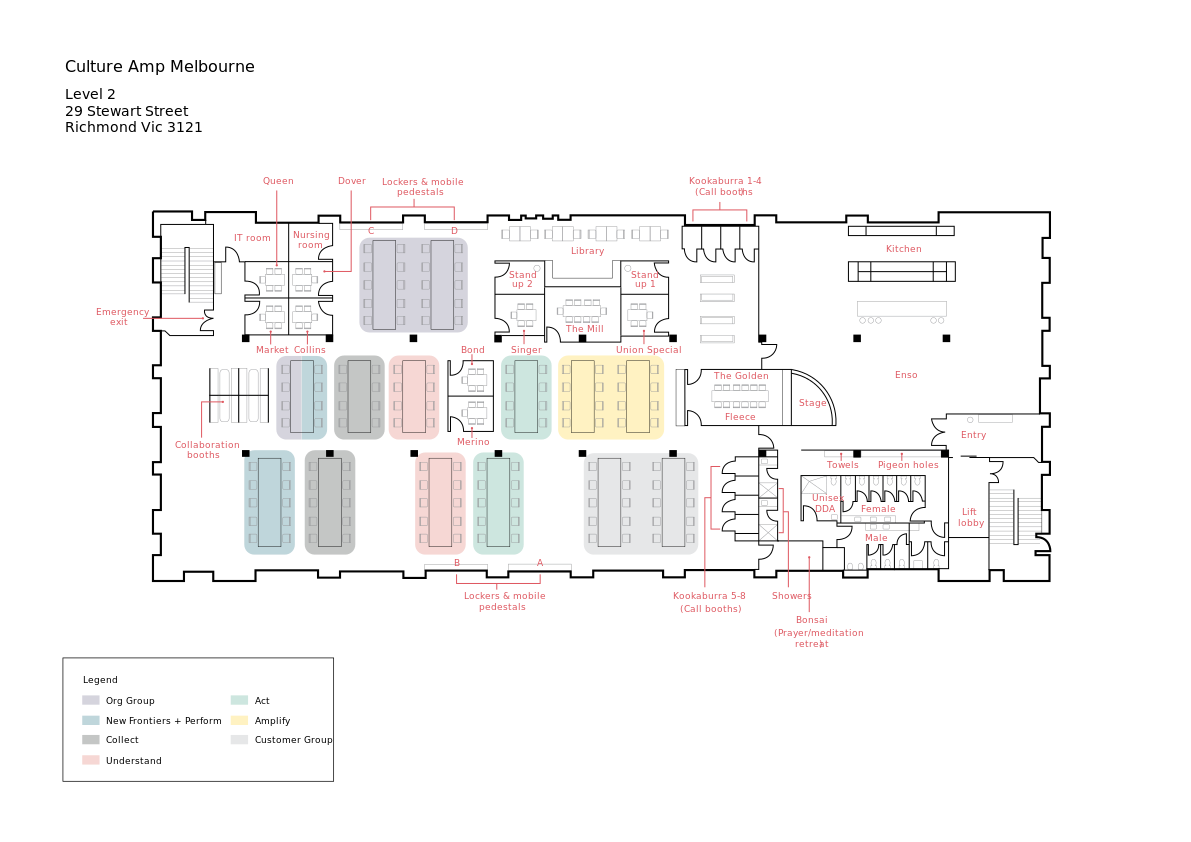 Culture Amp Melbourne
Level 2
29 Stewart Street
Richmond Vic 3121
Queen
Dover
Lockers & mobile
pedestals
Kookaburra 1-4
(Call booths
C
D
IT room
Nursing
room
Library
Kitchen
Stand
up 2
Stand
up 1
Emergency
exit
The Mill
Market
Collins
Bond
Singer
Union Special
The Golden
Fleece
Stage
Enso
Collaboration
booths
Merino
Entry
Towels
Pigeon holes
Unisex
DDA
Female
Lift
lobby
Male
B
A
Lockers & mobile
pedestals
Kookaburra 5-8
(Call booths)
Showers
Bonsai
(Prayer/meditation
retreat
Legend
Org Group
Act
New Frontiers + Perform
Amplify
Collect
Customer Group
Understand